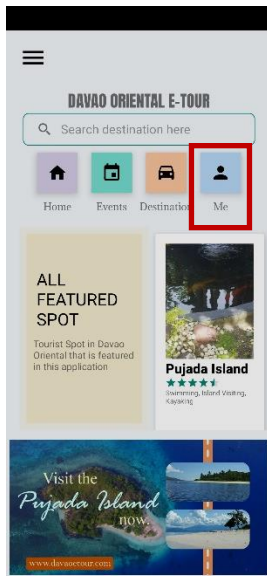 DAVAO ORIENTAL E-TOUR
Search destination here
Home Events Destination Me
ALL
FEATURED
SPOT
Tourist Spot in Davao
Oriental that is featured
in this application
Pujada Island
Swimming, Island Visiting,
Kayaking
Visit the
Pujada Island
now.
www.davaoetour.com